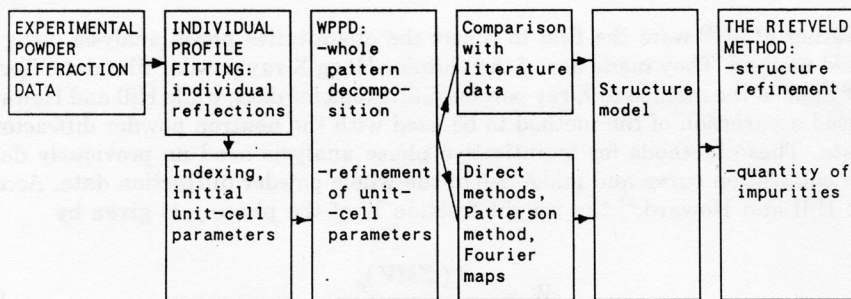 EXPERIMENTAL
POWDER
DIFFRACTION
DATA
INDIVIDUAL
PROFILE
FITTING:
individual
reflections
Indexing,
unit-cell
parameters
WPPD:
-whole
pattern
decompo-
sition
-refinement
of unit-
-cell
parameters
Comparison
with
literature
data
Direct
methods,
Patterson
method,
Fourier
maps
Structure
model
THE RIETVELD
METHOD:
-structure
refinement
-quantity of
impurities